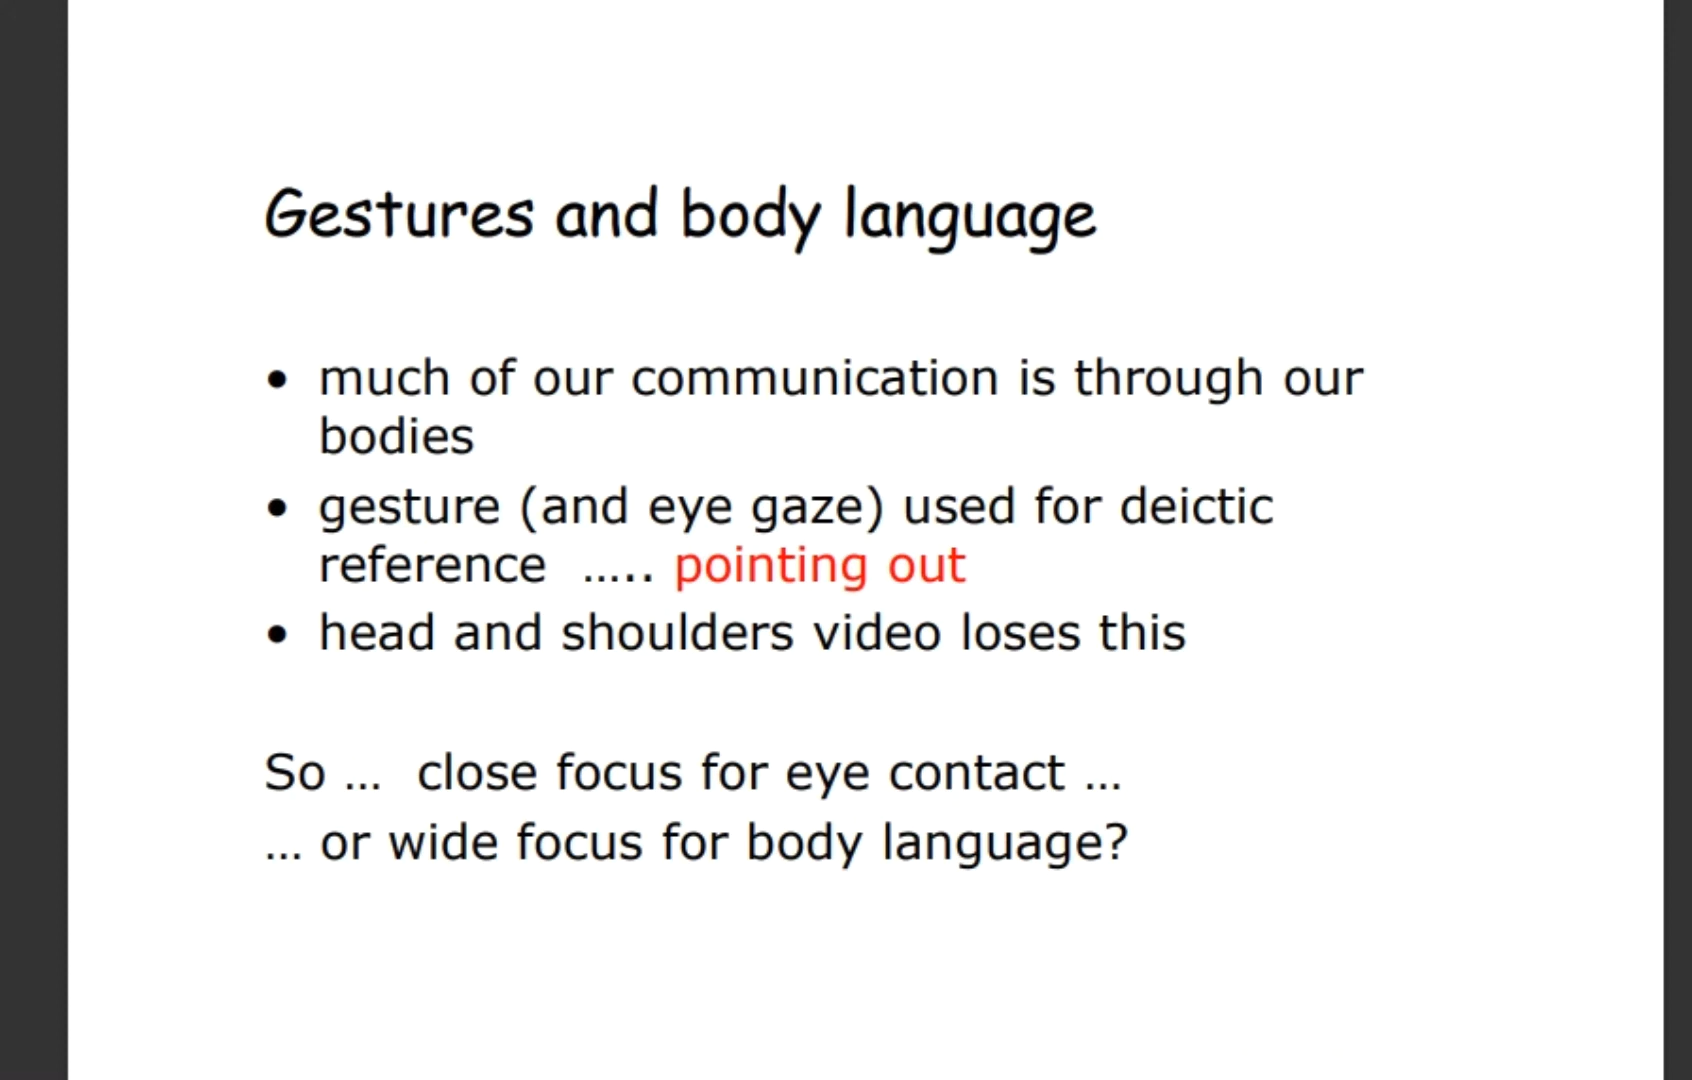 Gestures and body language
• much of our communication is through our
bodies
• gesture (and eye gaze) used for deictic
reference ….. pointing out
• head and shoulders video loses this
So … close focus for eye contact …
… or wide focus for body language?